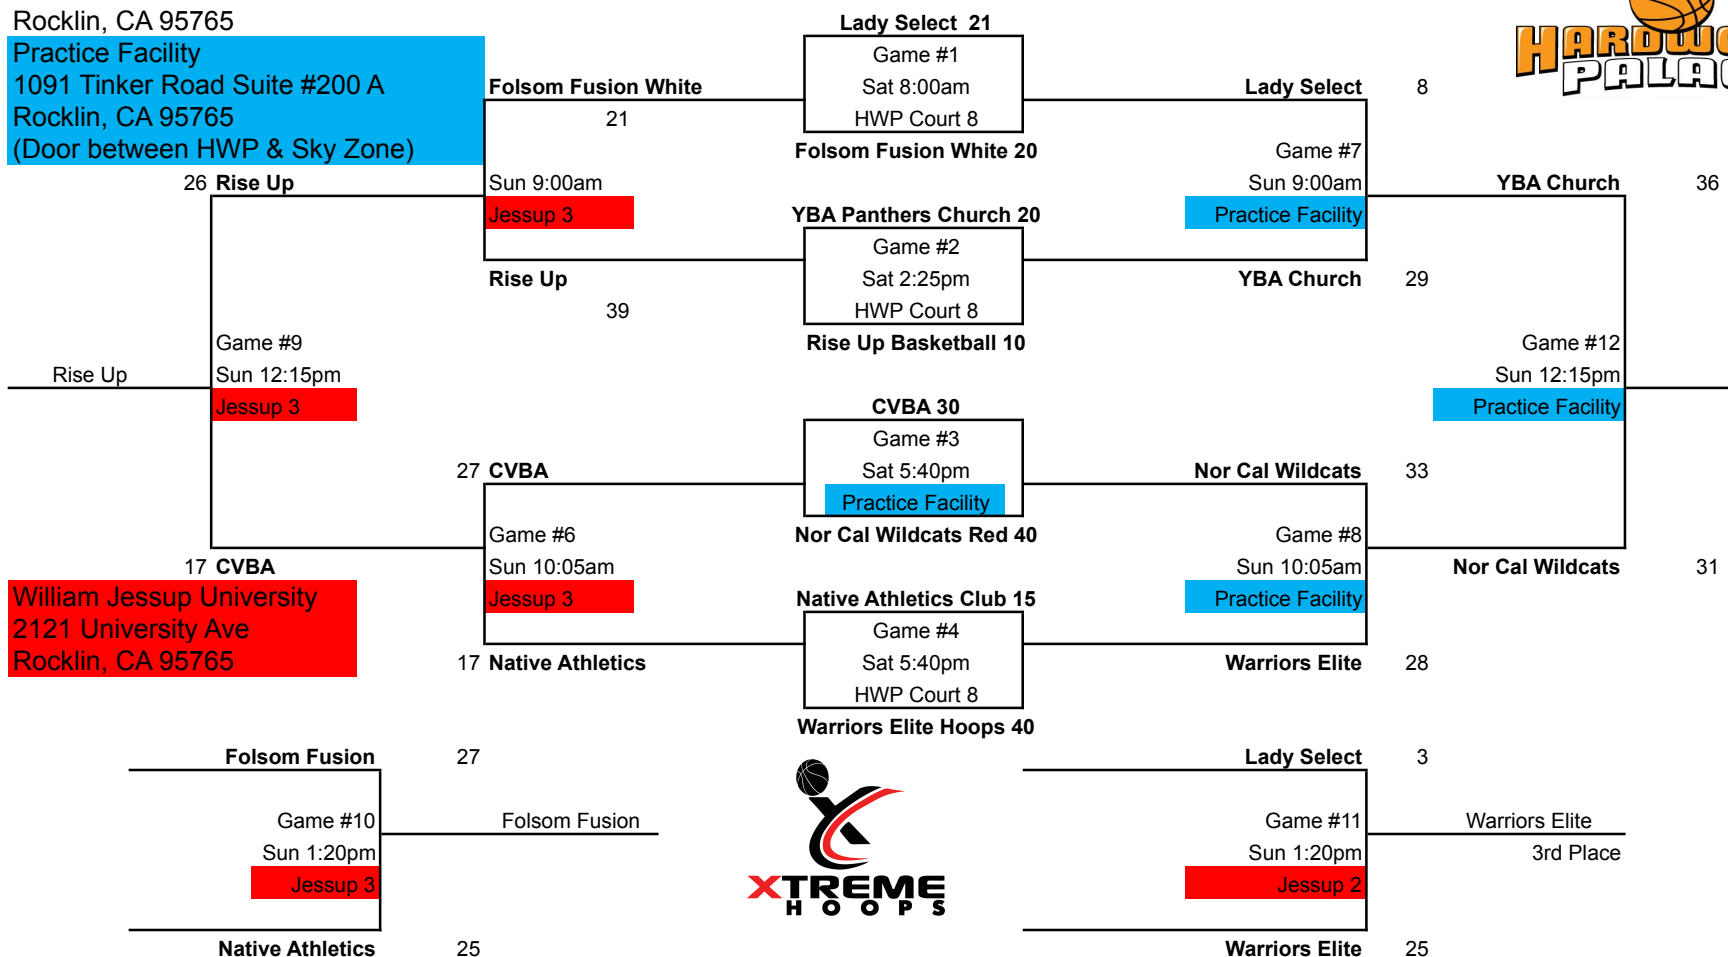 Rocklin, CA 95765
Practice Facility
1091 Tinker Road Suite #200 A
Rocklin, CA 95765
(Door between HWP & Sky Zone)
Lady Select 21
Game #1
Sat 8:00am
HWP Court 8
Folsom Fusion White 20
Folsom Fusion White
21
Lady Select 8
Game #7
Sun 9:00am
Practice Facility
26 Rise Up
Sun 9:00am
Jessup 3
YBA Panthers Church 20
Game #2
Sat 2:25pm
HWP Court 8
Rise Up Basketball 10
YBA Church 36
Rise Up
39
YBA Church 29
Game #9
Sun 12:15pm
Jessup 3
Rise Up
Game #12
Sun 12:15pm
Practice Facility
CVBA 30
Game #3
Sat 5:40pm
Practice Facility
Nor Cal Wildcats Red 40
27 CVBA
Nor Cal Wildcats 33
Game #6
Sun 10:05am
Jessup 3
Game #8
Sun 10:05am
Practice Facility
17 CVBA
Nor Cal Wildcats 31
William Jessup University
2121 University Ave
Rocklin, CA 95765
Native Athletics Club 15
Game #4
Sat 5:40pm
HWP Court 8
Warriors Elite Hoops 40
17 Native Athletics
Warriors Elite 28
Folsom Fusion 27
Game #10
Sun 1:20pm
Jessup 3
Native Athletics 25
Folsom Fusion
XTREME
HOOPS
Lady Select 3
Game #11
Sun 1:20pm
Jessup 2
Warriors Elite 25
Warriors Elite
3rd Place